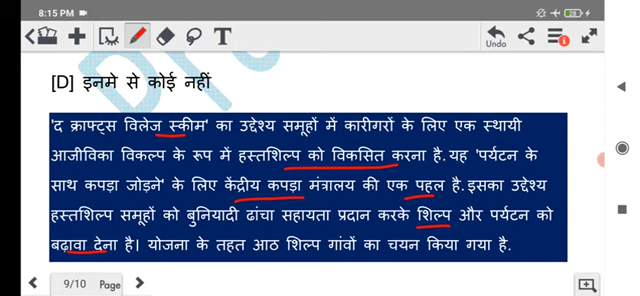 8:15 PM
29
Undo
[D] इनमे से कोई नहीं
'द क्राफ्ट्स विलेज स्कीम' का उद्देश्य समूहों में कारीगरों के लिए एक स्थायी
आजीविका विकल्प के रूप में हस्तशिल्प को विकसित करना है. यह 'पर्यटन के
साथ कपड़ा जोड़ने' के लिए केंद्रीय कपड़ा मंत्रालय की एक पहल है. इसका उद्देश्य
हस्तशिल्प समूहों को बुनियादी ढांचा सहायता प्रदान करके शिल्प और पर्यटन को
बढ़ावा देना है। योजना के तहत आठ शिल्प गांवों का चयन किया गया है.
9/10 Page